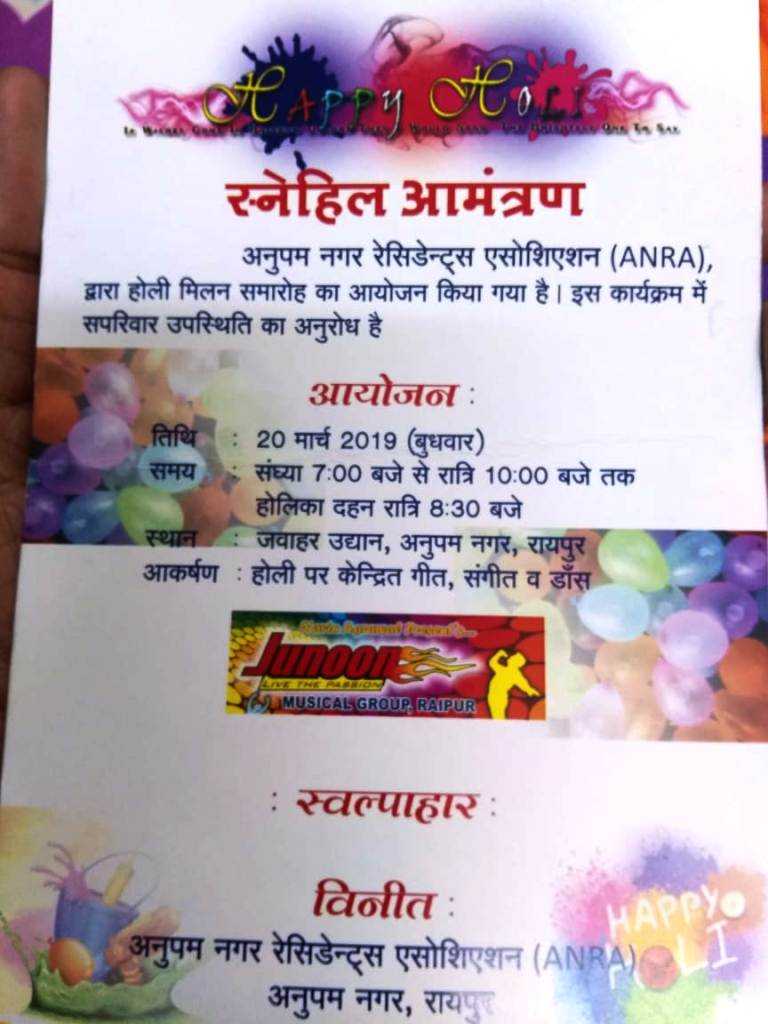 HAPPY HOLI
स्नेहिल आमंत्रण
अनुपम नगर रेसिडेन्ट्स एसोशिएशन (ANRA),
द्वारा होली मिलन समारोह का आयोजन किया गया है। इस कार्यक्रम में
सपरिवार उपस्थिति का अनुरोध है
आयोजन :
तिथि : 20 मार्च 2019 (बुधवार)
समय : संघ्या 7:00 बजे से रात्रि 10:00 बजे तक
होलिका दहन रात्रि 8:30 बजे
स्थान : जवाहर उद्यान, अनुपम नगर, रायपुर
आकर्षण : होली पर केन्द्रित गीत, संगीत व डाँस
Junoon
LIVE THE PASSION
MUSICAL GROUP, RAIPUR
: स्वल्पाहार :
विनीत :
अनुपम नगर रेसिडेन्ट्स एसोशिएशन (ANRA)
अनुपम नगर, रायपुर
HAPPY
HOLI